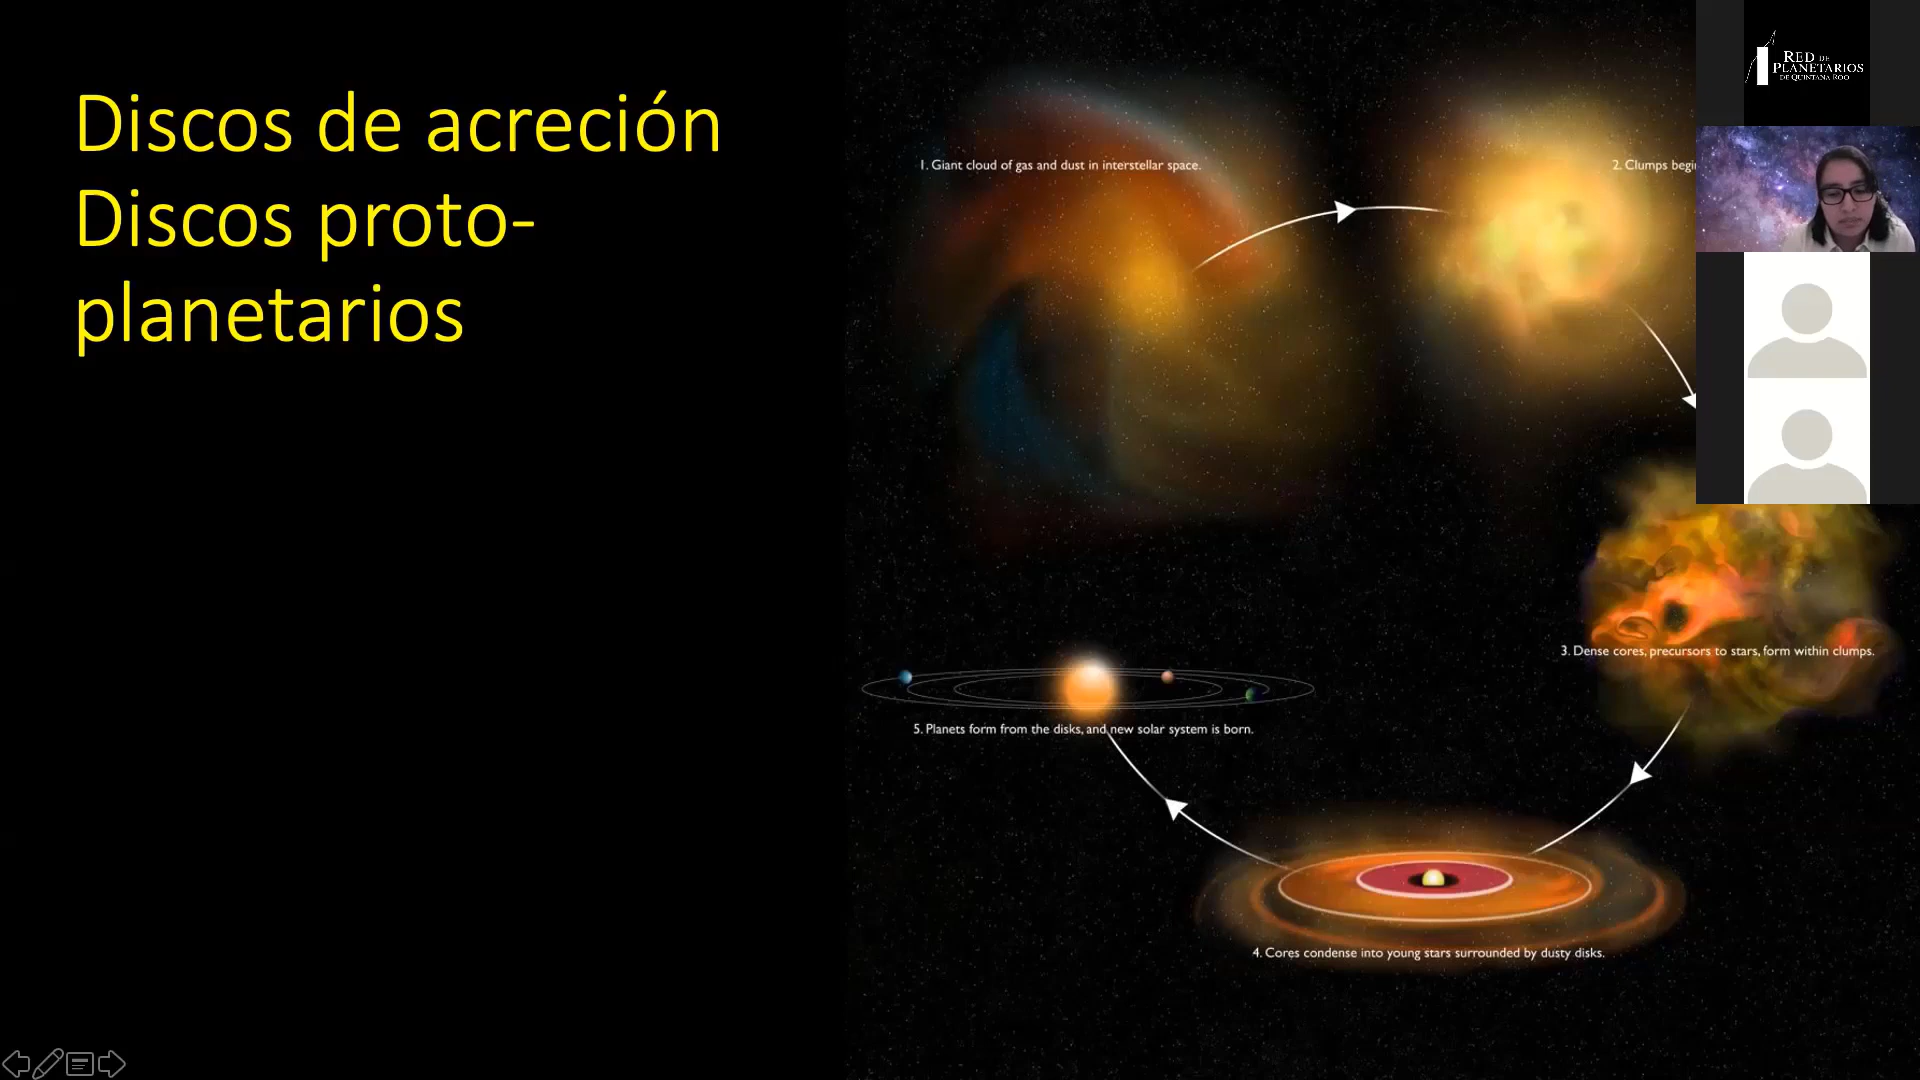 Discos de acreción
Discos proto-
planetarios
1. Giant cloud of gas and dust in interstellar space.
2. Clumps
3. Dense cores, precursors to stars, form within clumps.
5. Planets form from the disks, and new solar system is born.
4. Cores condense into young stars surrounded by dusty disks.
RED DE
PLANETARIOS
DE QUINTANA ROO